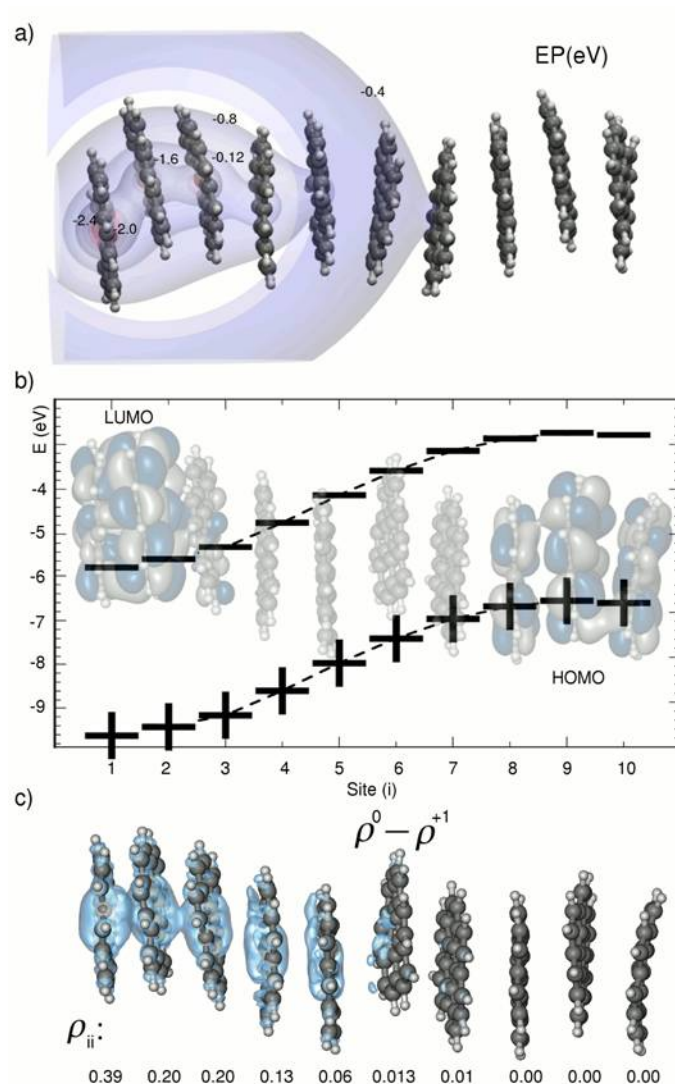 a)
EP(eV)
-0.4
-0.8
-1.6
-0.12
-2.4
-2.0
b)
LUMO
E (eV)
-4
-5
-6
-7
-8
-9
HOMO
1 2 3 4 5 6 7 8 9 10
Site (i)
c)
ρ⁰ − ρ⁺¹
ρᵢᵢ:
0.39 0.20 0.20 0.13 0.06 0.013 0.01 0.00 0.00 0.00